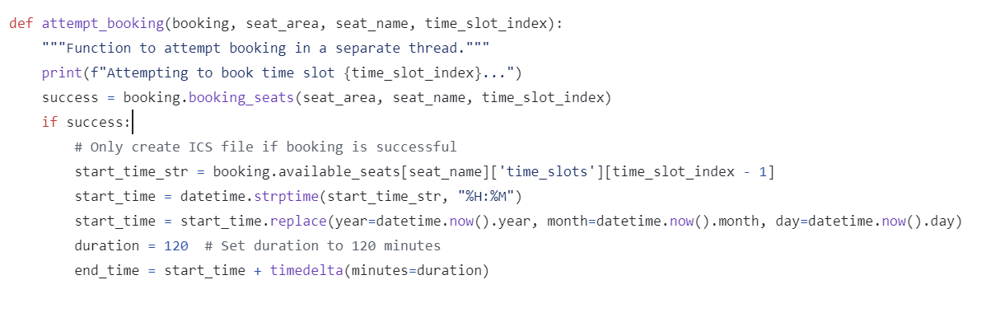 def attempt_booking(booking, seat_area, seat_name, time_slot_index):
    """Function to attempt booking in a separate thread."""
    print(f"Attempting to book time slot {time_slot_index}...")
    success = booking.booking_seats(seat_area, seat_name, time_slot_index)
    if success:
        # Only create ICS file if booking is successful
        start_time_str = booking.available_seats[seat_name]['time_slots'][time_slot_index - 1]
        start_time = datetime.strptime(start_time_str, "%H:%M")
        start_time = start_time.replace(year=datetime.now().year, month=datetime.now().month, day=datetime.now().day)
        duration = 120  # Set duration to 120 minutes
        end_time = start_time + timedelta(minutes=duration)